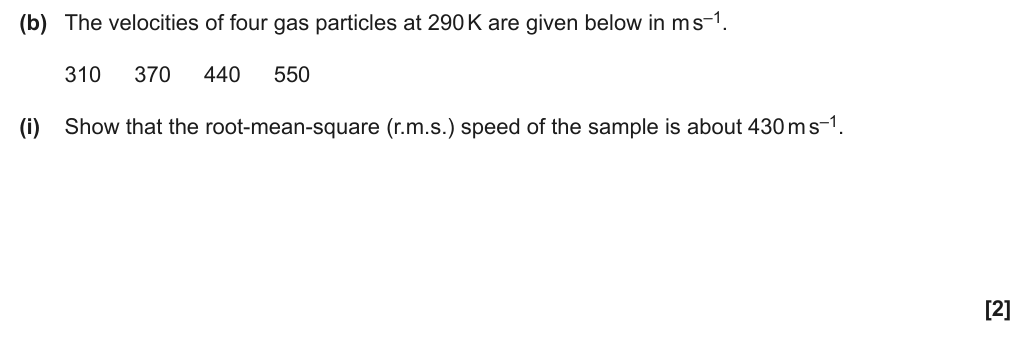 (b) The velocities of four gas particles at 290 K are given below in m s⁻¹.
310 370 440 550
(i) Show that the root-mean-square (r.m.s.) speed of the sample is about 430 m s⁻¹.
[2]